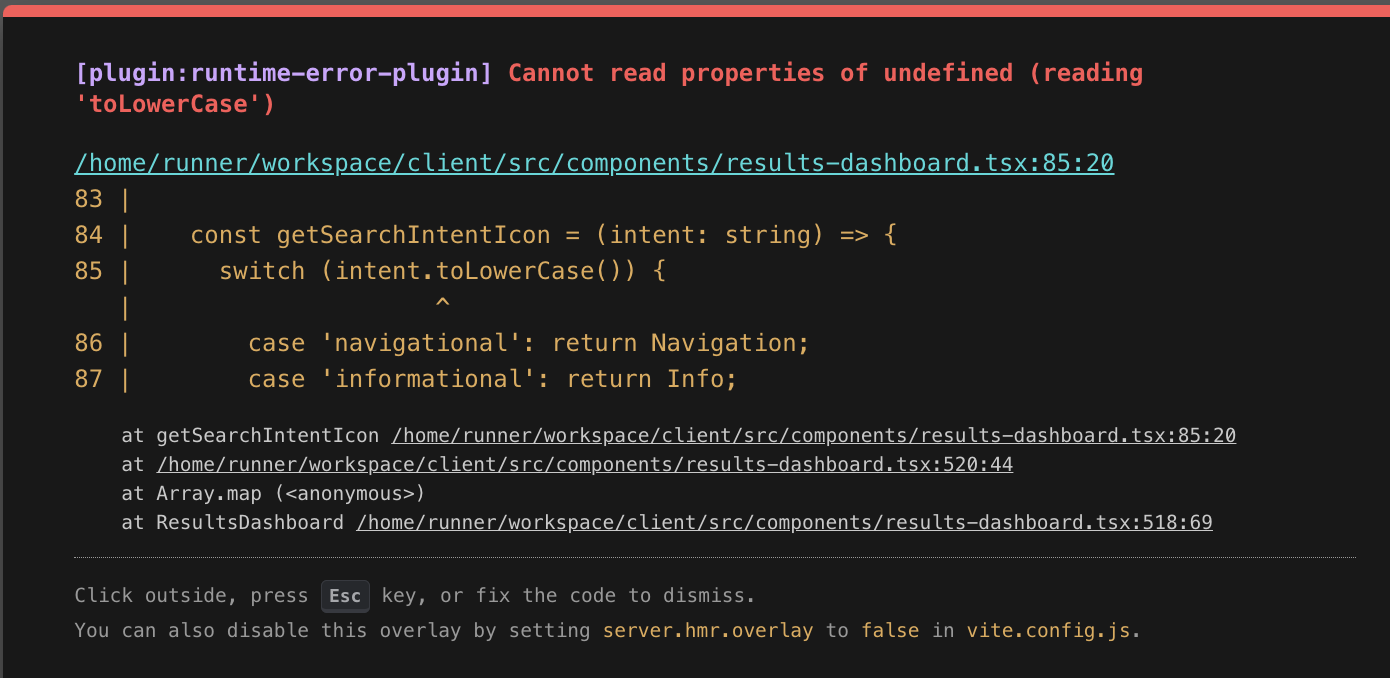 [plugin:runtime-error-plugin] Cannot read properties of undefined (reading
'toLowerCase')
/home/runner/workspace/client/src/components/results-dashboard.tsx:85:20
83 |
84 |    const getSearchIntentIcon = (intent: string) => {
85 |      switch (intent.toLowerCase()) {
   |                     ^
86 |        case 'navigational': return Navigation;
87 |        case 'informational': return Info;
    at getSearchIntentIcon /home/runner/workspace/client/src/components/results-dashboard.tsx:85:20
    at /home/runner/workspace/client/src/components/results-dashboard.tsx:520:44
    at Array.map (<anonymous>)
    at ResultsDashboard /home/runner/workspace/client/src/components/results-dashboard.tsx:518:69
Click outside, press Esc key, or fix the code to dismiss.
You can also disable this overlay by setting server.hmr.overlay to false in vite.config.js.